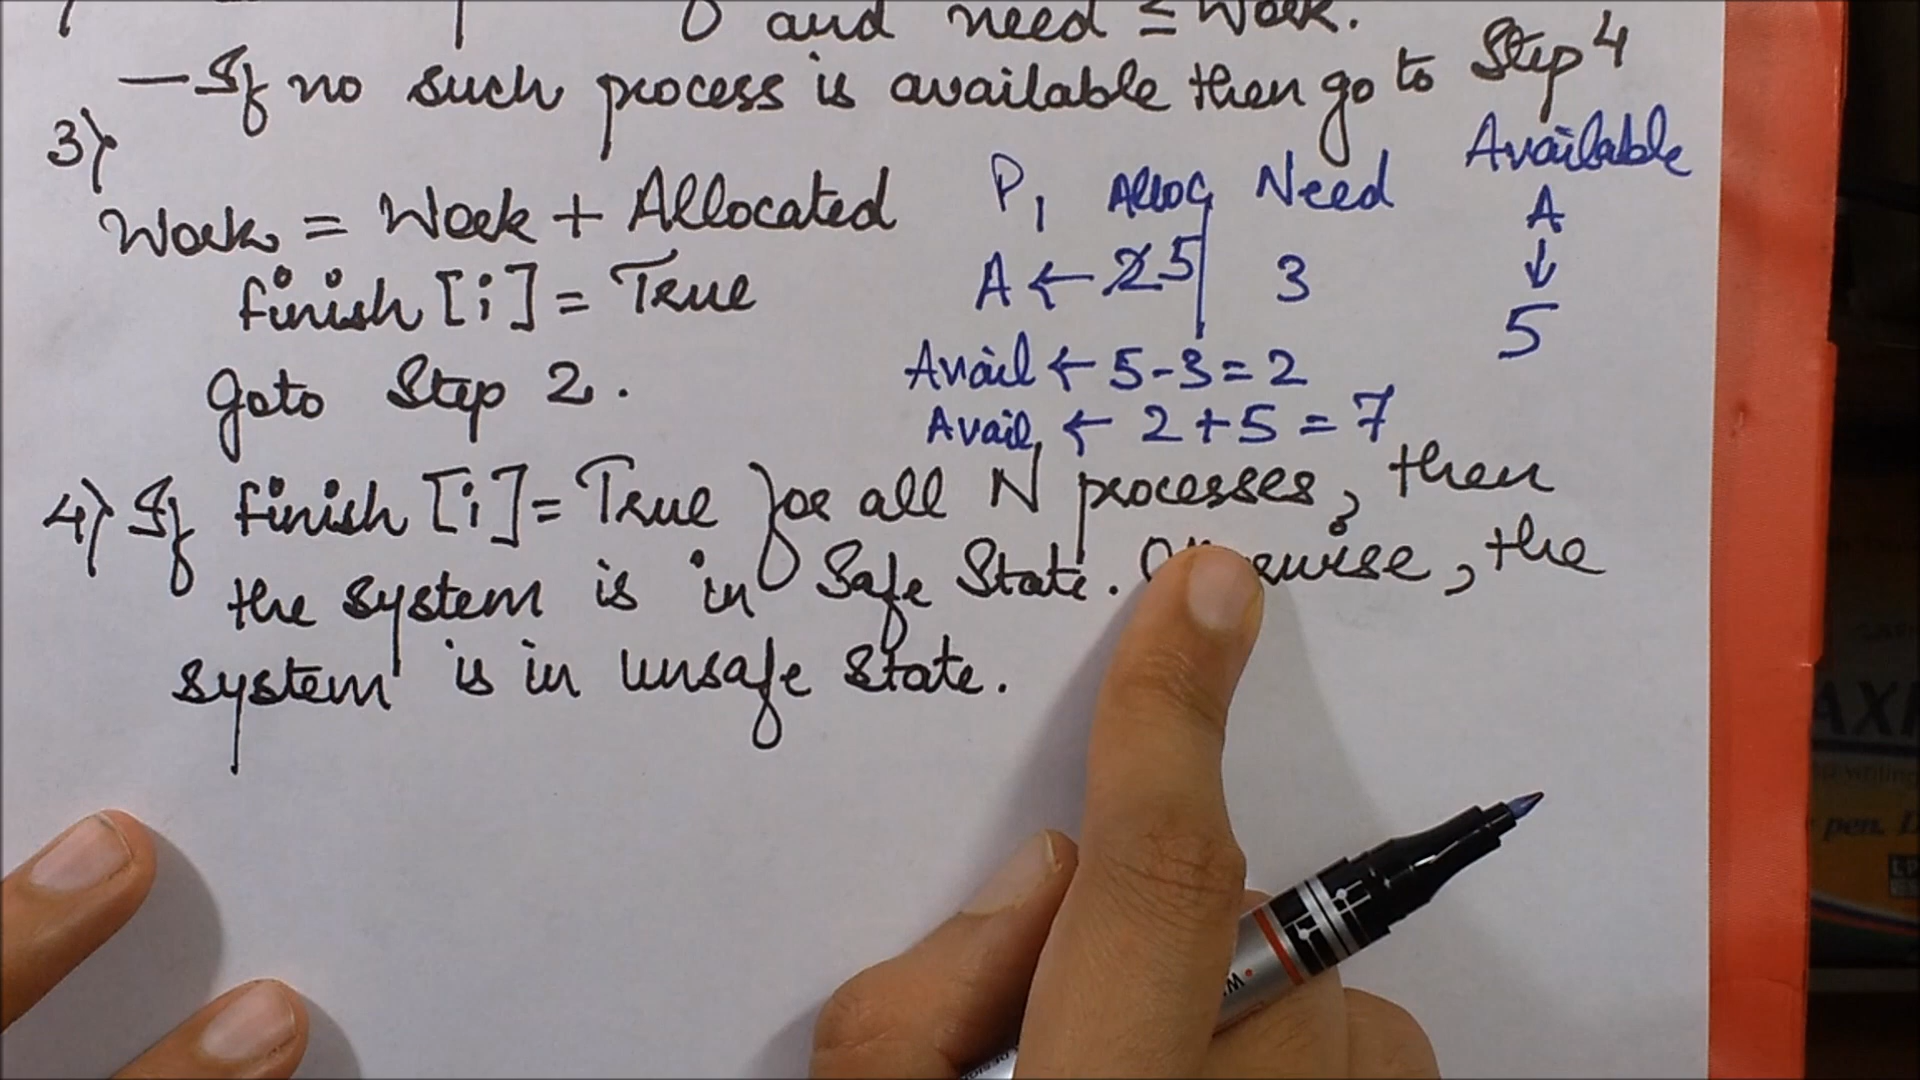 0 and need ≤ Work.
— If no such process is available then go to Step 4
3)
Work = Work + Allocated
finish [i] = True
Goto Step 2.
P1 Alloc Need Available
A ← 2 5 3 A
↓
5
Avail ← 5 - 3 = 2
Avail ← 2 + 5 = 7
4) If finish [i] = True for all N processes, then
the system is in Safe State. Otherwise, the
system is in unsafe state.